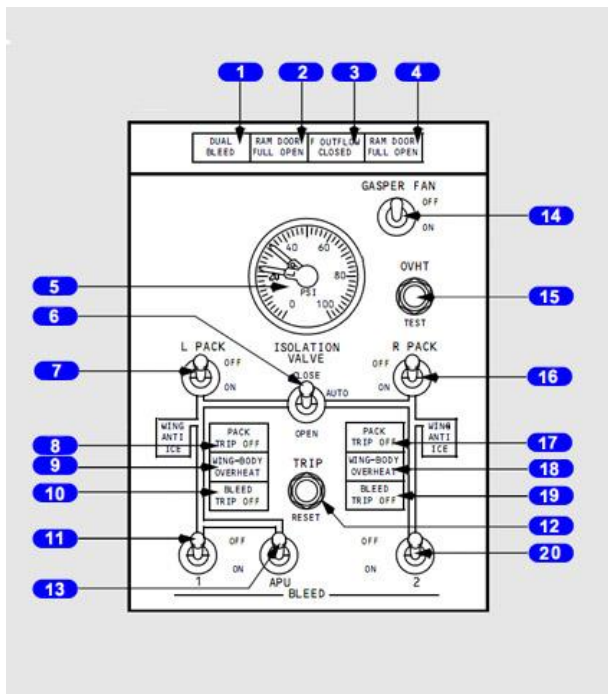 1 2 3 4
DUAL BLEED
RAM DOOR FULL OPEN
F OUTFLOW CLOSED
RAM DOOR FULL OPEN
GASPER FAN
OFF
ON
14
40 60
20 80
0 100
PSI
5
OVHT
15
TEST
6
L PACK
OFF
ON
7
ISOLATION
VALVE
CLOSE
AUTO
OPEN
R PACK
OFF
ON
16
WING
ANTI
ICE
WING
ANTI
ICE
8
PACK
TRIP OFF
9
WING-BODY
OVERHEAT
10
BLEED
TRIP OFF
TRIP
RESET
12
PACK
TRIP OFF
17
WING-BODY
OVERHEAT
18
BLEED
TRIP OFF
19
11
OFF
ON
1
13
APU
OFF
ON
2
20
BLEED